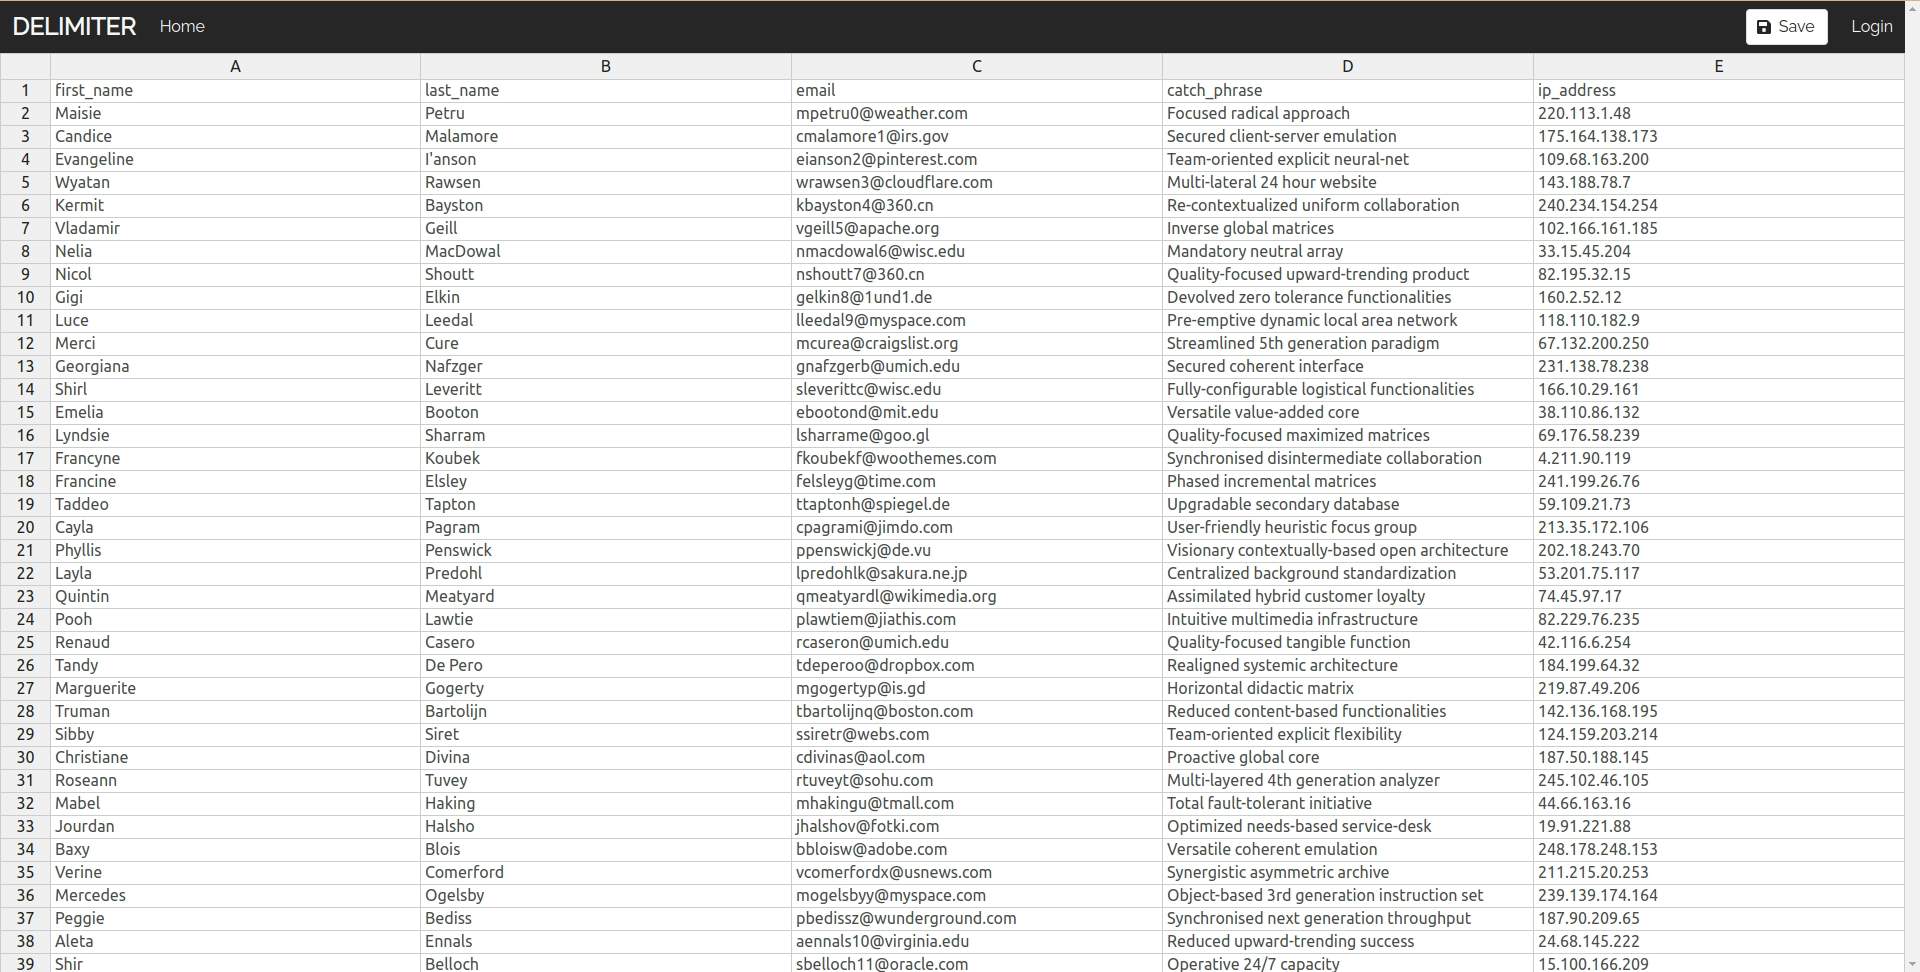 DELIMITER Home Save Login
A B C D E
1 first_name last_name email catch_phrase ip_address
2 Maisie Petru mpetru0@weather.com Focused radical approach 220.113.1.48
3 Candice Malamore cmalamore1@irs.gov Secured client-server emulation 175.164.138.173
4 Evangeline I'anson eianson2@pinterest.com Team-oriented explicit neural-net 109.68.163.200
5 Wyatan Rawsen wrawsen3@cloudflare.com Multi-lateral 24 hour website 143.188.78.7
6 Kermit Bayston kbayston4@360.cn Re-contextualized uniform collaboration 240.234.154.254
7 Vladamir Geill vgeill5@apache.org Inverse global matrices 102.166.161.185
8 Nelia MacDowal nmacdowal6@wisc.edu Mandatory neutral array 33.15.45.204
9 Nicol Shoutt nshoutt7@360.cn Quality-focused upward-trending product 82.195.32.15
10 Gigi Elkin gelkin8@1und1.de Devolved zero tolerance functionalities 160.2.52.12
11 Luce Leedal lleedal9@myspace.com Pre-emptive dynamic local area network 118.110.182.9
12 Merci Cure mcurea@craigslist.org Streamlined 5th generation paradigm 67.132.200.250
13 Georgiana Nafzger gnafzgerb@umich.edu Secured coherent interface 231.138.78.238
14 Shirl Leveritt sleverittc@wisc.edu Fully-configurable logistical functionalities 166.10.29.161
15 Emelia Booton ebootond@mit.edu Versatile value-added core 38.110.86.132
16 Lyndsie Sharram lsharrame@goo.gl Quality-focused maximized matrices 69.176.58.239
17 Francyne Koubek fkoubekf@woothemes.com Synchronised disintermediate collaboration 4.211.90.119
18 Francine Elsley felsleyg@time.com Phased incremental matrices 241.199.26.76
19 Taddeo Tapton ttaptonh@spiegel.de Upgradable secondary database 59.109.21.73
20 Cayla Pagram cpagrami@jimdo.com User-friendly heuristic focus group 213.35.172.106
21 Phyllis Penswick ppenswickj@de.vu Visionary contextually-based open architecture 202.18.243.70
22 Layla Predohl lpredohlk@sakura.ne.jp Centralized background standardization 53.201.75.117
23 Quintin Meatyard qmeatyardl@wikimedia.org Assimilated hybrid customer loyalty 74.45.97.17
24 Pooh Lawtie plawtiem@jiathis.com Intuitive multimedia infrastructure 82.229.76.235
25 Renaud Casero rcaseron@umich.edu Quality-focused tangible function 42.116.6.254
26 Tandy De Pero tdeperoo@dropbox.com Realigned systemic architecture 184.199.64.32
27 Marguerite Gogerty mgogertyp@is.gd Horizontal didactic matrix 219.87.49.206
28 Truman Bartolijn tbartolijnq@boston.com Reduced content-based functionalities 142.136.168.195
29 Sibby Siret ssiretr@webs.com Team-oriented explicit flexibility 124.159.203.214
30 Christiane Divina cdivinas@aol.com Proactive global core 187.50.188.145
31 Roseann Tuvey rtuveyt@sohu.com Multi-layered 4th generation analyzer 245.102.46.105
32 Mabel Haking mhakingu@tmall.com Total fault-tolerant initiative 44.66.163.16
33 Jourdan Halsho jhalshov@fotki.com Optimized needs-based service-desk 19.91.221.88
34 Baxy Blois bbloisw@adobe.com Versatile coherent emulation 248.178.248.153
35 Verine Comerford vcomerfordx@usnews.com Synergistic asymmetric archive 211.215.20.253
36 Mercedes Ogelsby mogelsbyy@myspace.com Object-based 3rd generation instruction set 239.139.174.164
37 Peggie Bediss pbedissz@wunderground.com Synchronised next generation throughput 187.90.209.65
38 Aleta Ennals aennals10@virginia.edu Reduced upward-trending success 24.68.145.222
39 Shir Belloch sbelloch11@oracle.com Operative 24/7 capacity 15.100.166.209